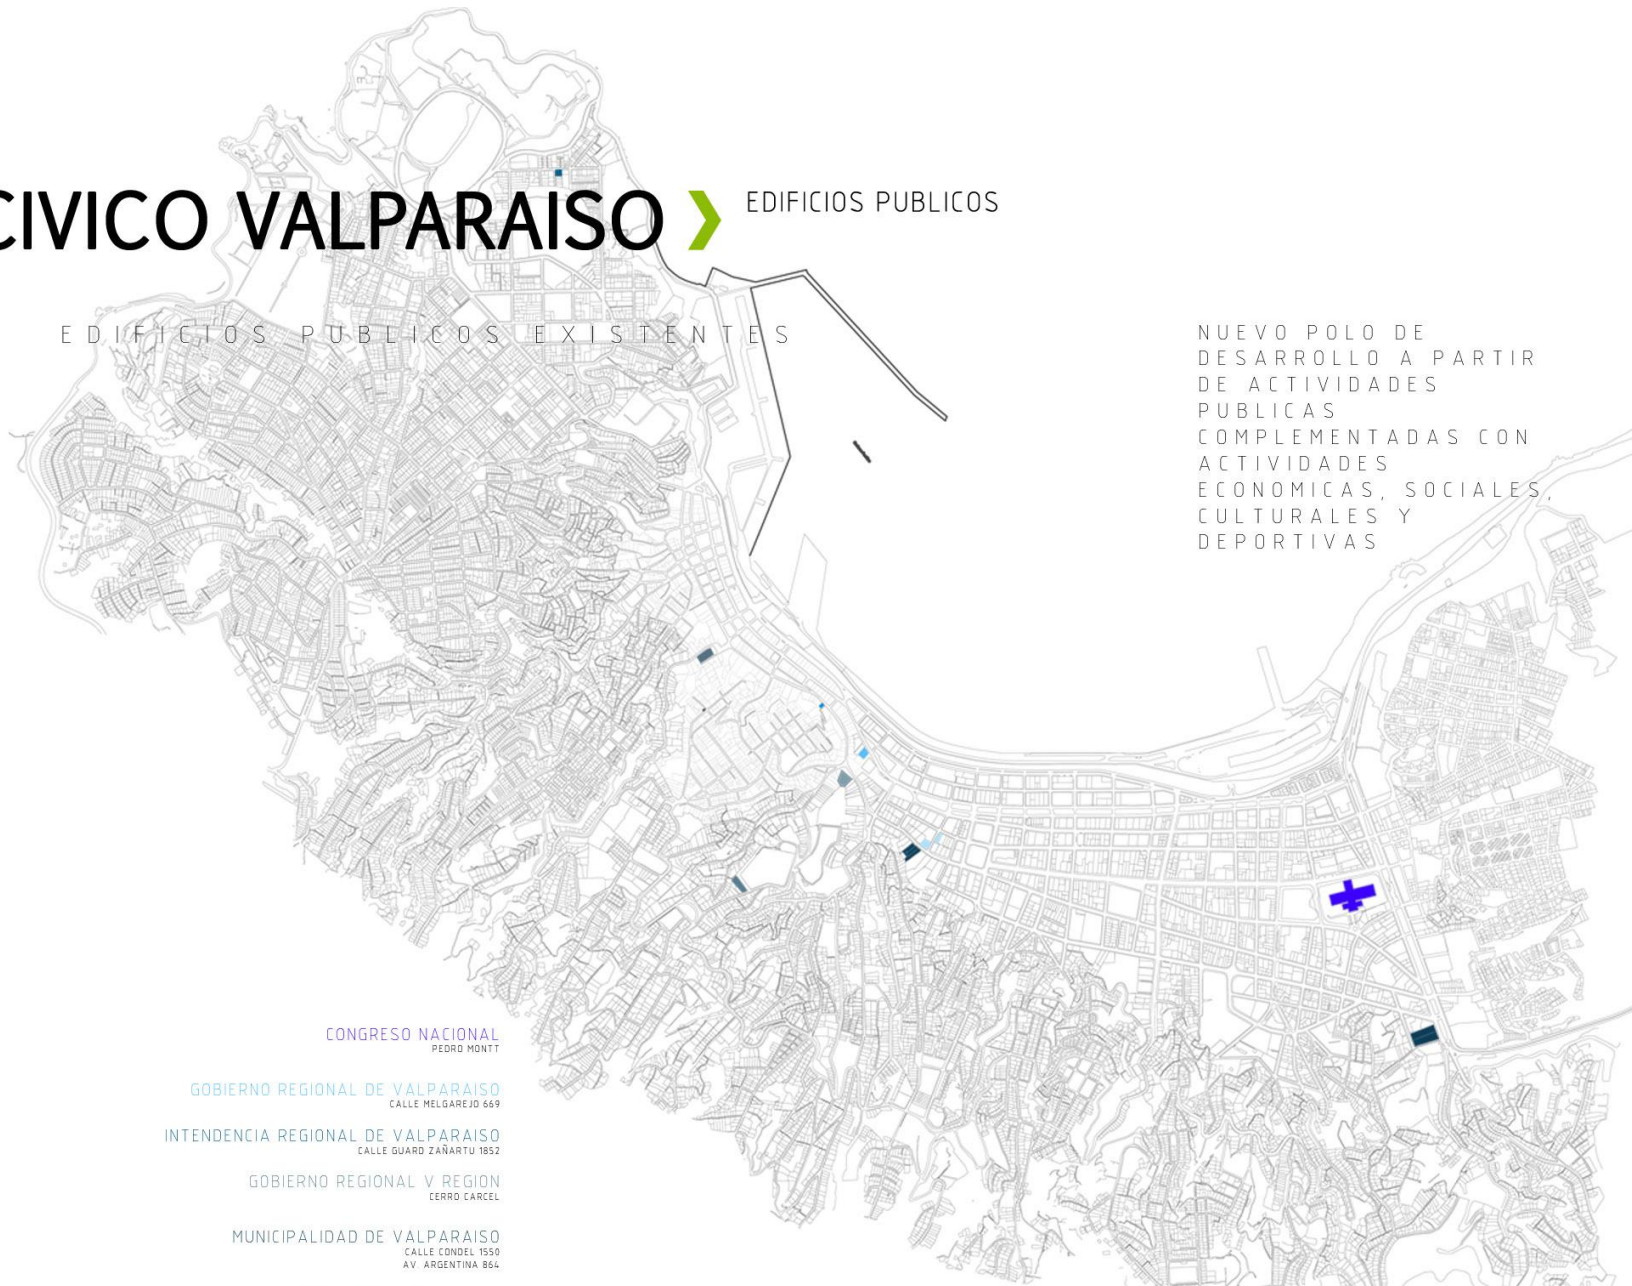 CIVICO VALPARAISO
EDIFICIOS PUBLICOS
EDIFICIOS PUBLICOS EXISTENTES
NUEVO POLO DE
DESARROLLO A PARTIR
DE ACTIVIDADES
PUBLICAS
COMPLEMENTADAS CON
ACTIVIDADES
ECONOMICAS, SOCIALES,
CULTURALES Y
DEPORTIVAS
CONGRESO NACIONAL
PEDRO MONTT
GOBIERNO REGIONAL DE VALPARAISO
CALLE MELGAREJO 669
INTENDENCIA REGIONAL DE VALPARAISO
CALLE GUARD ZAÑARTU 1852
GOBIERNO REGIONAL V REGION
CERRO CARCEL
MUNICIPALIDAD DE VALPARAISO
CALLE CONDEL 1550
AV. ARGENTINA 864